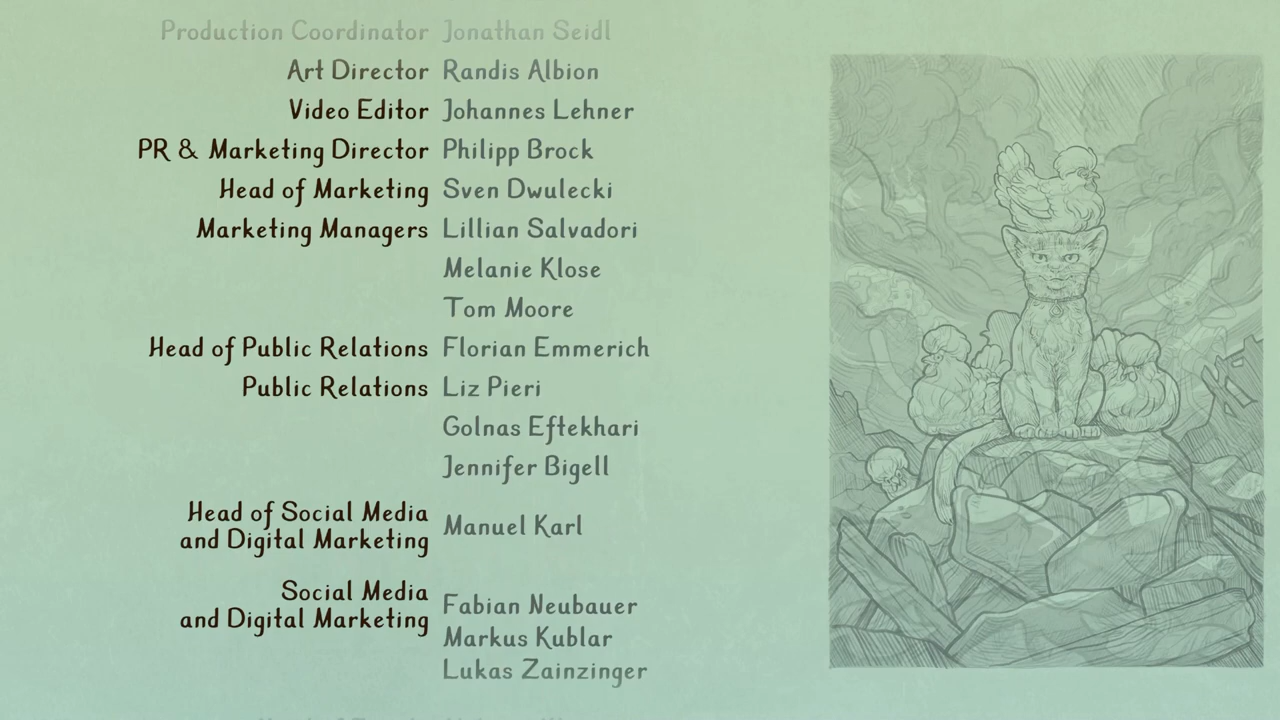 Production Coordinator Jonathan Seidl
Art Director Randis Albion
Video Editor Johannes Lehner
PR & Marketing Director Philipp Brock
Head of Marketing Sven Dwulecki
Marketing Managers Lillian Salvadori
Melanie Klose
Tom Moore
Head of Public Relations Florian Emmerich
Public Relations Liz Pieri
Golnas Eftekhari
Jennifer Bigell
Head of Social Media
and Digital Marketing Manuel Karl
Social Media
and Digital Marketing Fabian Neubauer
Markus Kublar
Lukas Zainzinger